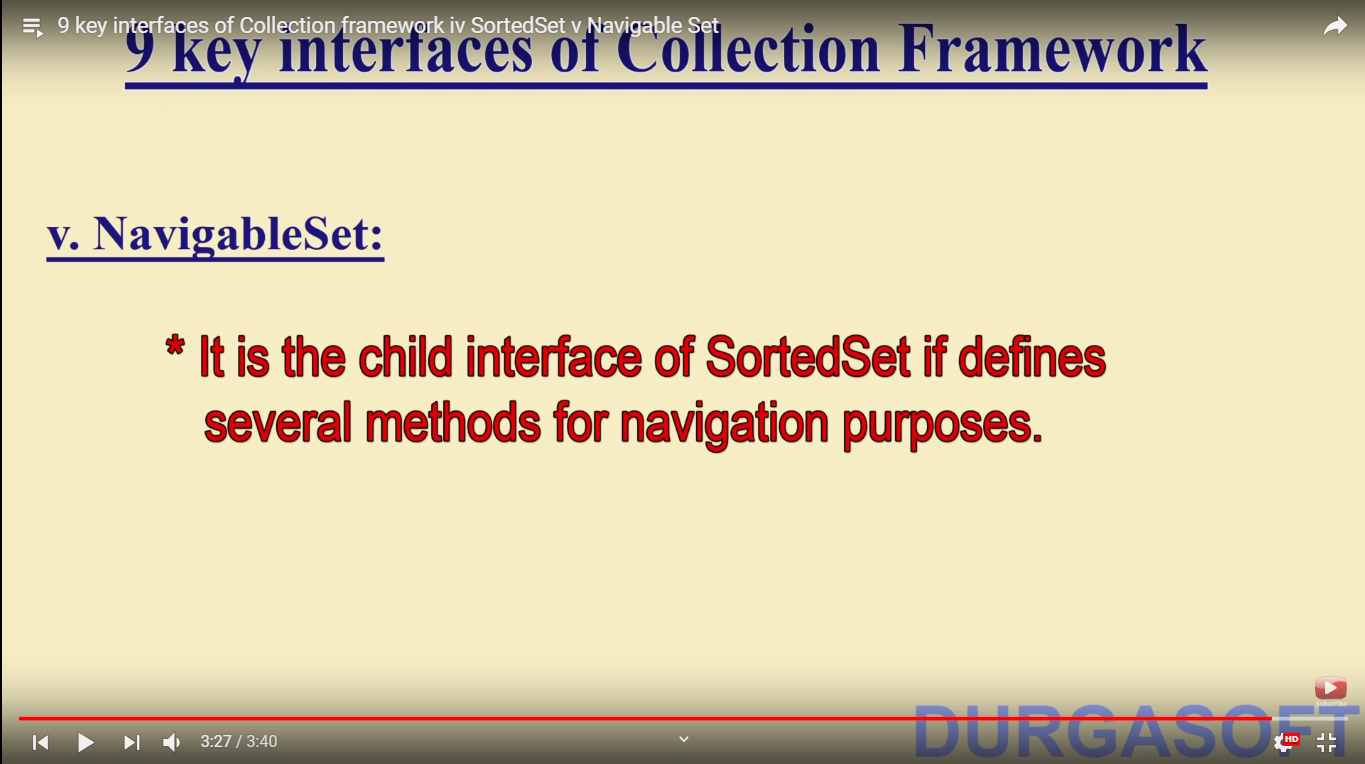 9 key interfaces of Collection framework iv SortedSet v Navigable Set
9 key interfaces of Collection Framework
v. NavigableSet:
* It is the child interface of SortedSet if defines
several methods for navigation purposes.
Subscribe
DURGASOFT
3:27 / 3:40
HD